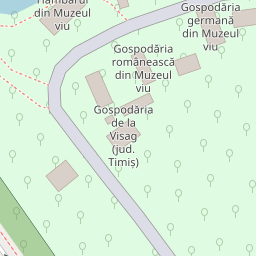 Hambarul
din Muzeul
viu
Gospodăria
germană
din Muzeul
viu
Gospodăria
românească
din Muzeul
viu
Gospodăria
de la
Visag
(jud.
Timiș)